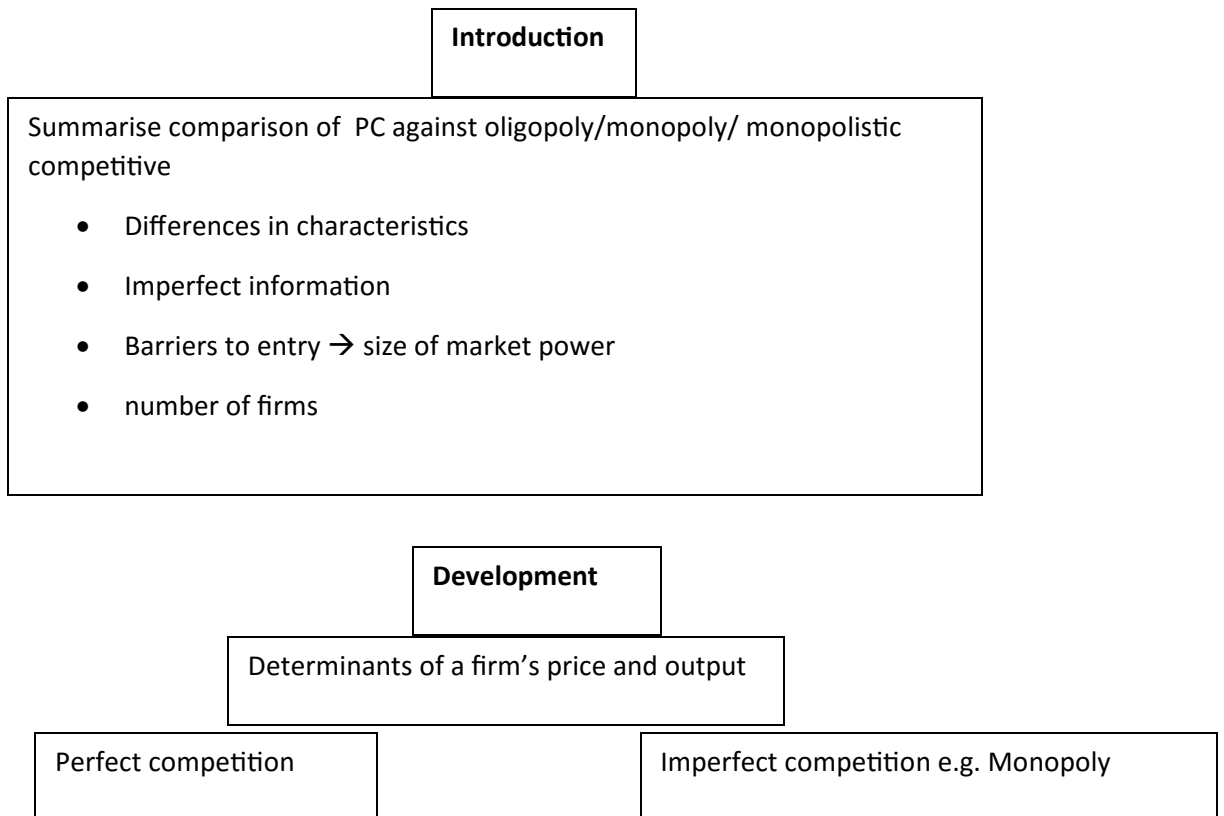 Introduction
Summarise comparison of  PC against oligopoly/monopoly/ monopolistic
competitive
• Differences in characteristics
• Imperfect information
• Barriers to entry → size of market power
• number of firms
Development
Determinants of a firm’s price and output
Perfect competition
Imperfect competition e.g. Monopoly